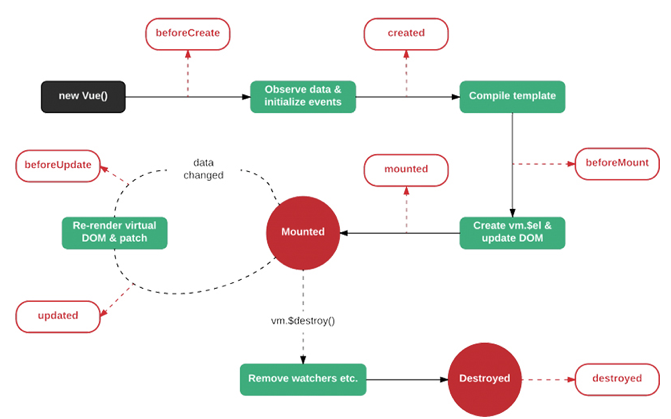 beforeCreate
created
new Vue()
Observe data &
initialize events
Compile template
beforeUpdate
data
changed
mounted
beforeMount
Re-render virtual
DOM & patch
Mounted
Create vm.$el &
update DOM
updated
vm.$destroy()
Remove watchers etc.
Destroyed
destroyed